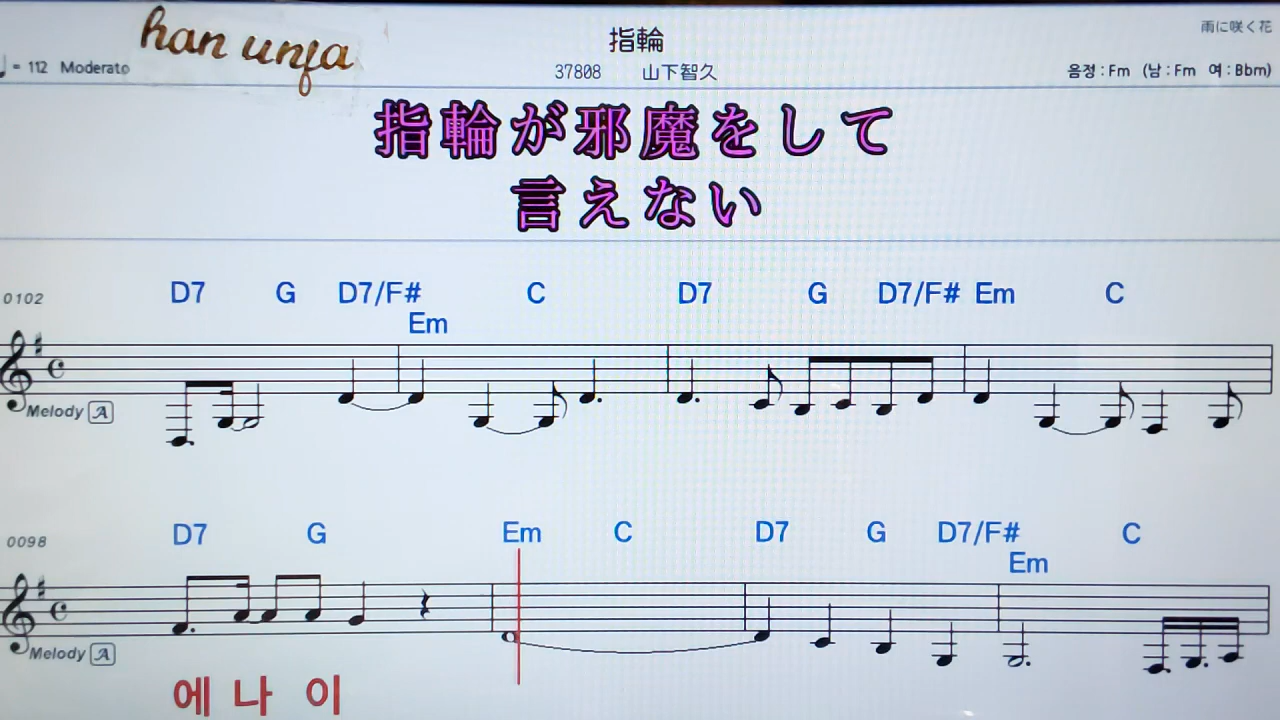 han unja
指輪
雨に咲く花
♩ = 112 Moderato
37808 山下智久
음정 : Fm (남 : Fm 여 : Bbm)
指輪が邪魔をして
言えない
D7 G D7/F# C D7 G D7/F# Em C
Em
0102
Melody A
D7 G Em C D7 G D7/F# C
Em
0098
Melody A
에 나 이